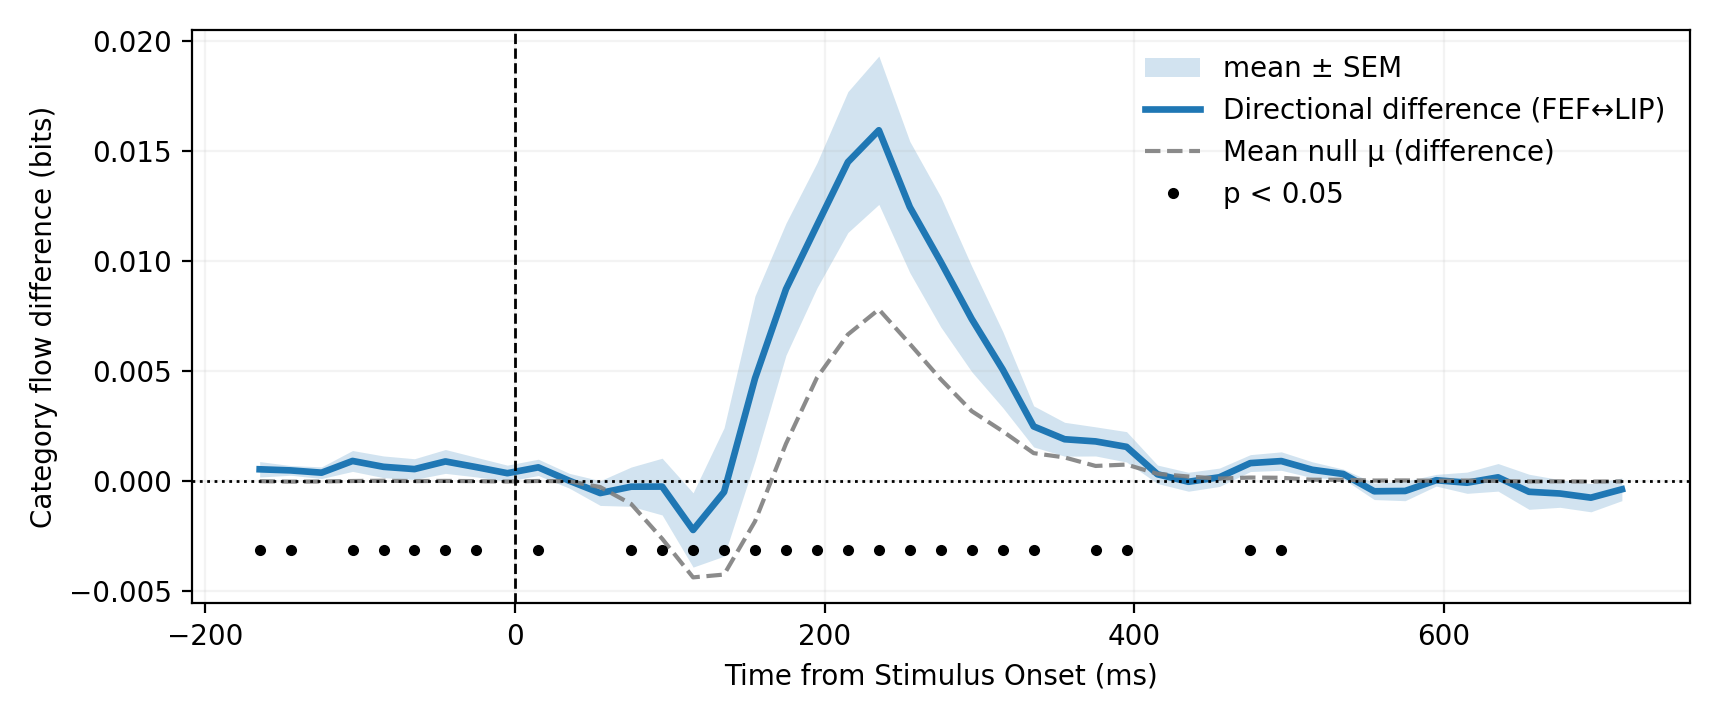 0.020
0.015
0.010
0.005
0.000
−0.005
Category flow difference (bits)
mean ± SEM
Directional difference (FEF↔LIP)
Mean null μ (difference)
p < 0.05
−200
0
200
400
600
Time from Stimulus Onset (ms)